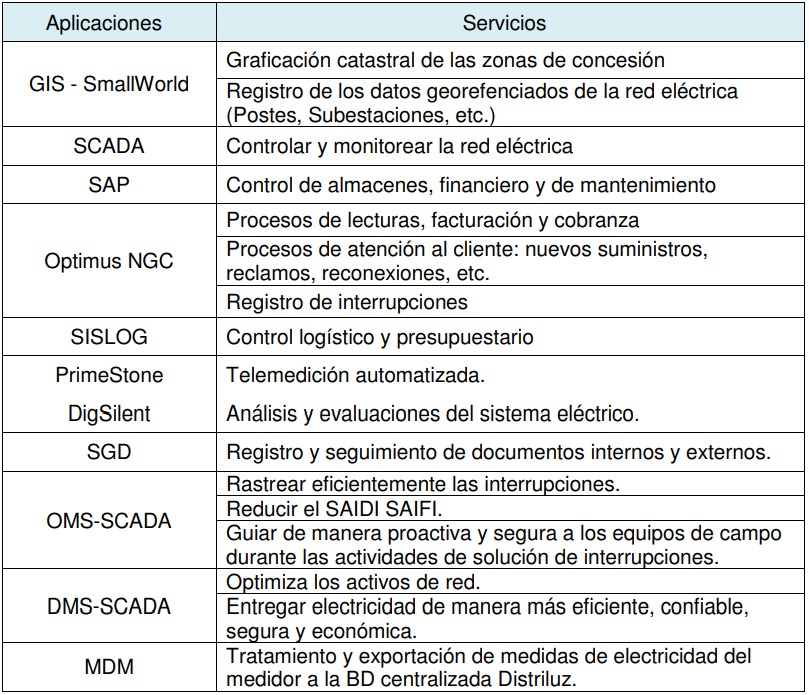 Aplicaciones
Servicios
GIS - SmallWorld
Graficación catastral de las zonas de concesión
Registro de los datos georefenciados de la red eléctrica
(Postes, Subestaciones, etc.)
SCADA
Controlar y monitorear la red eléctrica
SAP
Control de almacenes, financiero y de mantenimiento
Optimus NGC
Procesos de lecturas, facturación y cobranza
Procesos de atención al cliente: nuevos suministros,
reclamos, reconexiones, etc.
Registro de interrupciones
SISLOG
Control logístico y presupuestario
PrimeStone
Telemedición automatizada.
DigSilent
Análisis y evaluaciones del sistema eléctrico.
SGD
Registro y seguimiento de documentos internos y externos.
OMS-SCADA
Rastrear eficientemente las interrupciones.
Reducir el SAIDI SAIFI.
Guiar de manera proactiva y segura a los equipos de campo
durante las actividades de solución de interrupciones.
DMS-SCADA
Optimiza los activos de red.
Entregar electricidad de manera más eficiente, confiable,
segura y económica.
MDM
Tratamiento y exportación de medidas de electricidad del
medidor a la BD centralizada Distriluz.